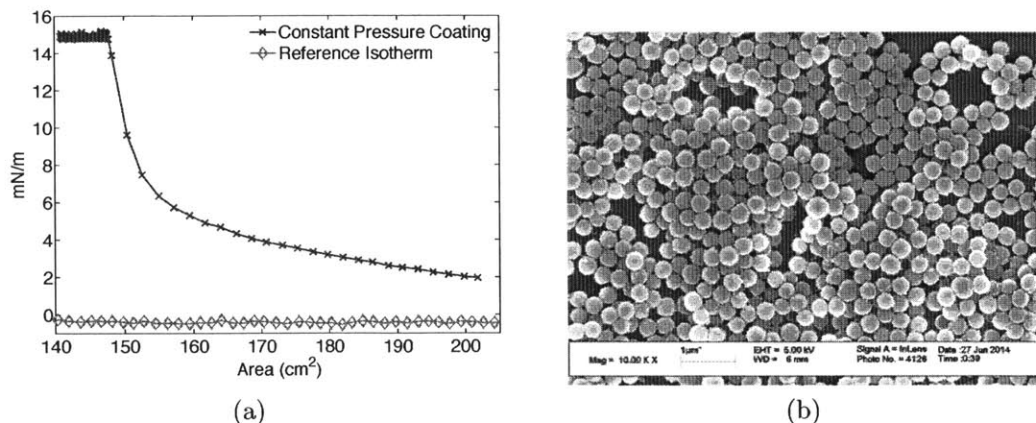 16
14
12
10
8
6
4
2
0
mN/m
140 150 160 170 180 190 200
Area (cm²)
Constant Pressure Coating
Reference Isotherm
(a)
Mag = 10.00 K X
1µm
EHT = 5.00 kV
WD = 6 mm
Signal A = InLens
Photo No. = 4126
Date :27 Jun 2014
Time :0:39
(b)